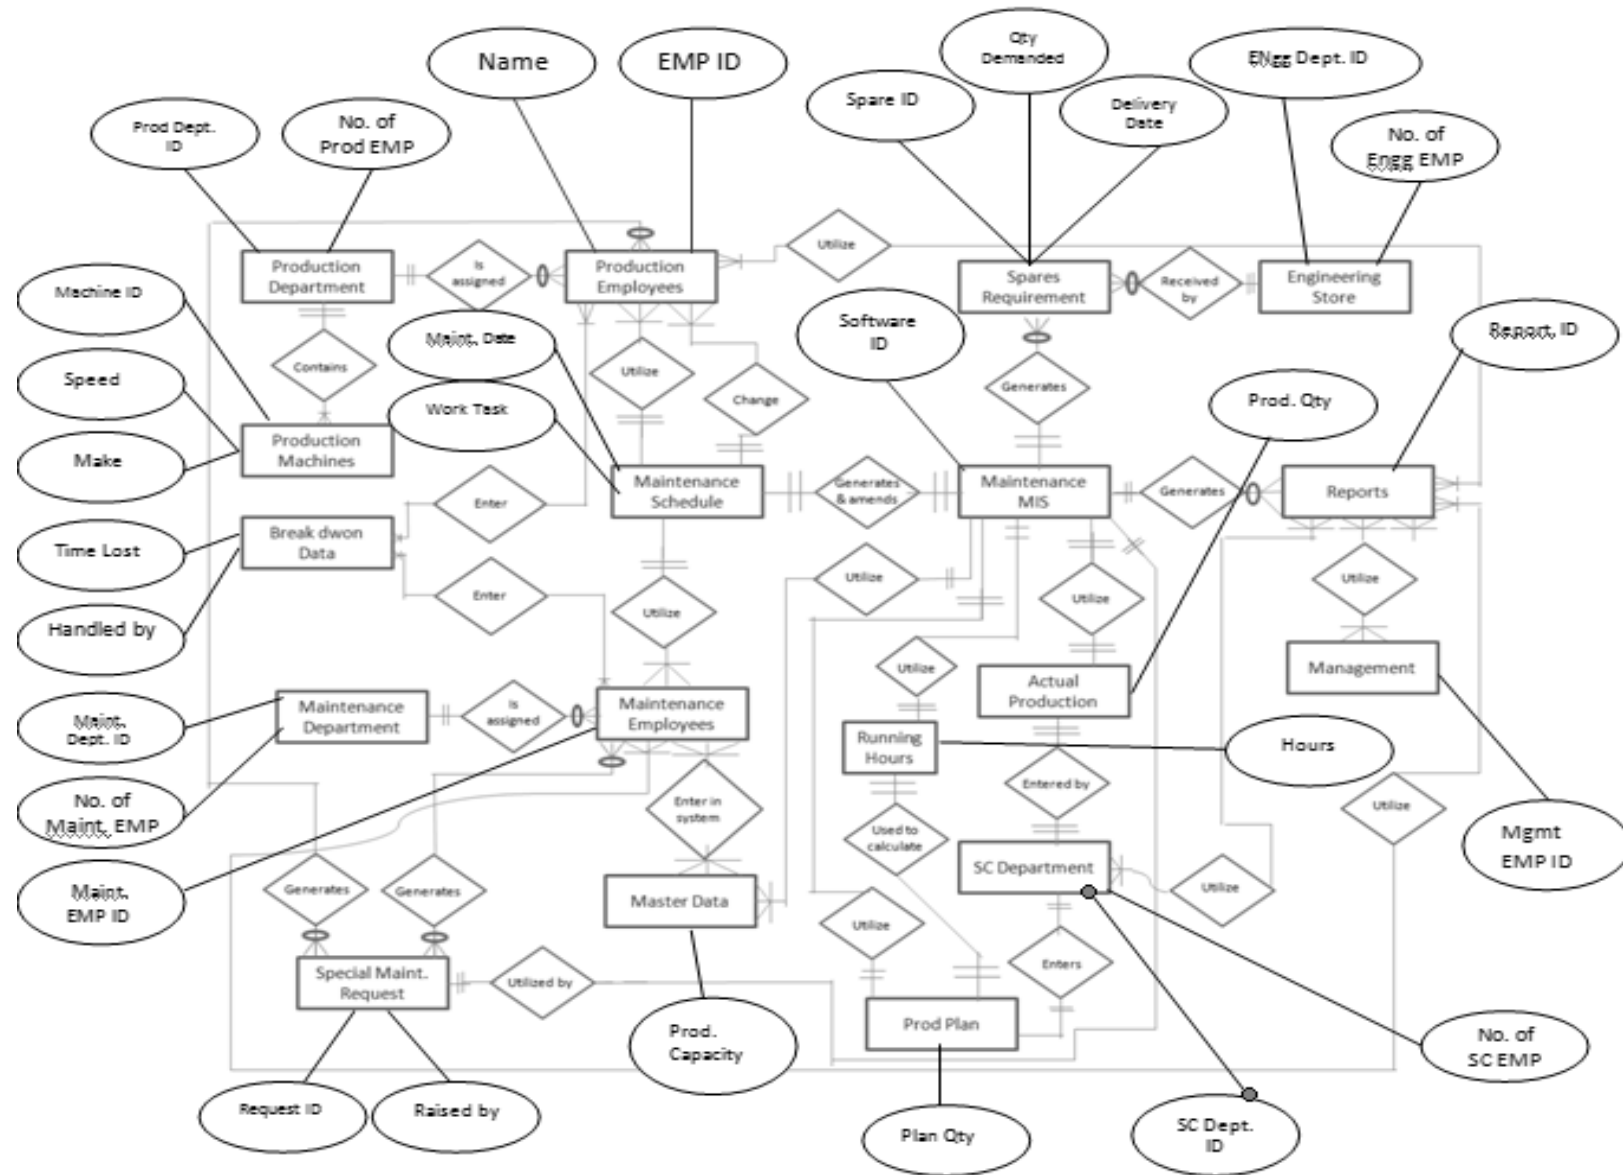 Name
EMP ID
Qty
Demanded
ENgg Dept. ID
Spare ID
Delivery
Date
Prod Dept.
ID
No. of
Prod EMP
No. of
Engg EMP
Utilize
Production
Department
Is
assigned
Production
Employees
Spares
Requirement
Received
by
Engineering
Store
Machine ID
Maint. Date
Software
ID
Report ID
Contains
Utilize
Speed
Change
Generates
Work Task
Prod. Qty
Production
Machines
Make
Maintenance
Schedule
Generates
& amends
Maintenance
MIS
Generates
Reports
Enter
Break dwon
Data
Time Lost
Utilize
Utilize
Utilize
Enter
Utilize
Handled by
Utilize
Actual
Production
Management
Maintenance
Department
Is
assigned
Maintenance
Employees
Maint.
Dept. ID
Running
Hours
Hours
Entered by
No. of
Maint. EMP
Enter in
system
Used to
calculate
Utilize
Mgmt
EMP ID
SC Department
Maint.
EMP ID
Generates
Generates
Master Data
Utilize
Utilize
Special Maint.
Request
Utilized by
Enters
Prod Plan
Prod.
Capacity
No. of
SC EMP
Request ID
Raised by
Plan Qty
SC Dept.
ID